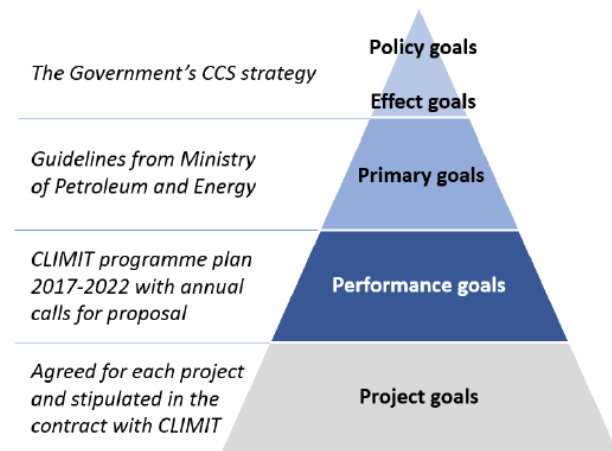 Policy goals
The Government's CCS strategy
Effect goals
Guidelines from Ministry
of Petroleum and Energy
Primary goals
CLIMIT programme plan
2017-2022 with annual
calls for proposal
Performance goals
Agreed for each project
and stipulated in the
contract with CLIMIT
Project goals